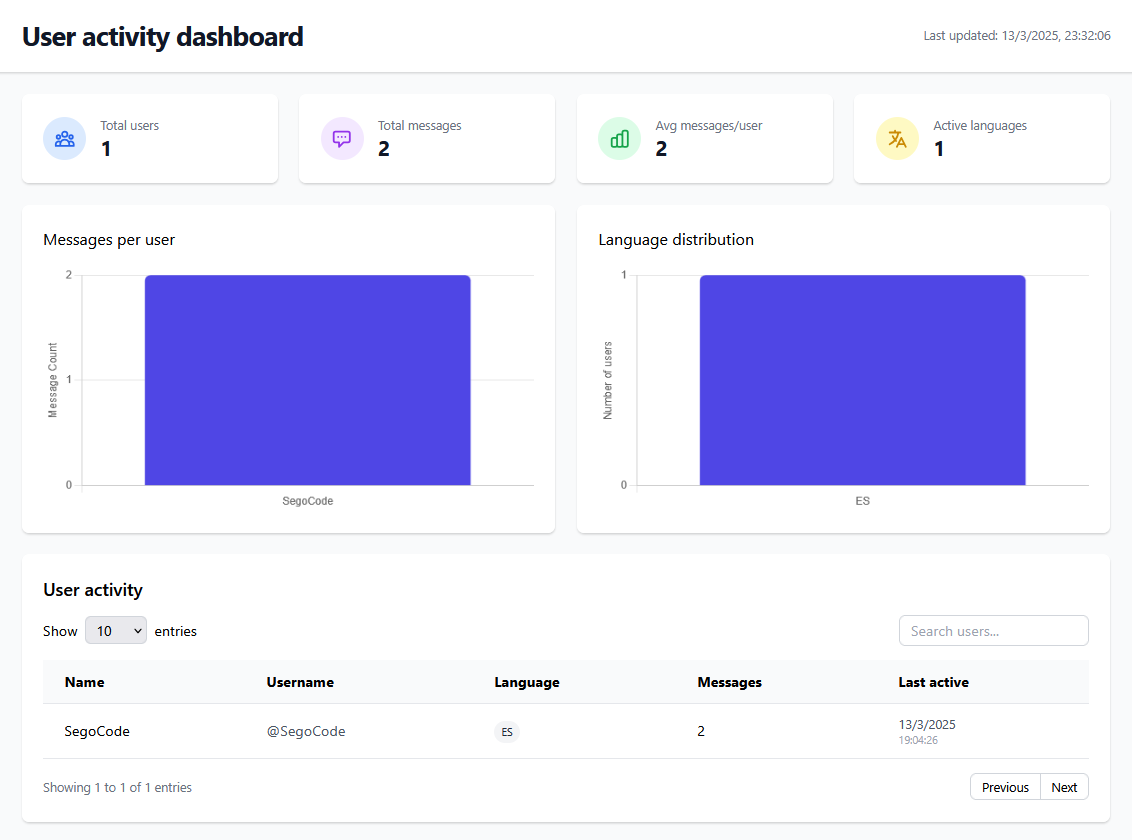 User activity dashboard
Last updated: 13/3/2025, 23:32:06
Total users
1
Total messages
2
Avg messages/user
2
Active languages
1
Messages per user
2
1
0
Message Count
SegoCode
Language distribution
1
0
Number of users
ES
User activity
Show 10 entries
Search users...
Name Username Language Messages Last active
SegoCode @SegoCode ES 2 13/3/2025
19:04:26
Showing 1 to 1 of 1 entries
Previous Next